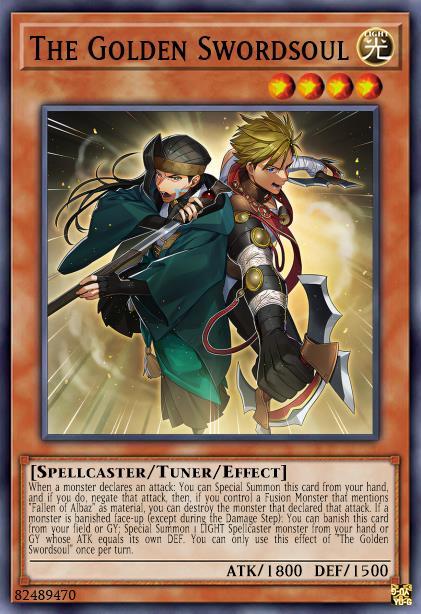 The Golden Swordsoul
LIGHT
光
[Spellcaster/Tuner/Effect]
When a monster declares an attack: You can Special Summon this card from your hand,
and if you do, negate that attack, then, if you control a Fusion Monster that mentions
"Fallen of Albaz" as material, you can destroy the monster that declared that attack. If a
monster is banished face-up (except during the Damage Step): You can banish this card
from your field or GY; Special Summon 1 LIGHT Spellcaster monster from your hand or
GY whose ATK equals its own DEF. You can only use this effect of "The Golden
Swordsoul" once per turn.
ATK/1800 DEF/1500
82489470